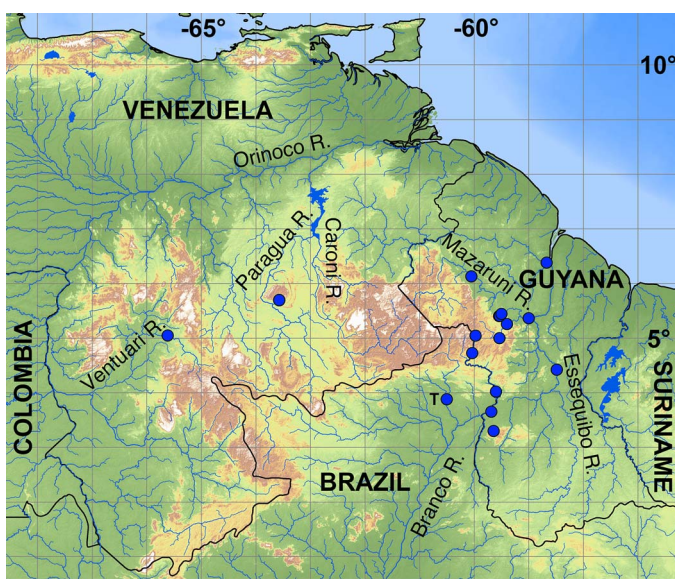 -65°
-60°
10°
VENEZUELA
Orinoco R.
Paragua R.
Caroni R.
Mazaruni R.
GUYANA
Ventuari R.
5°
COLOMBIA
Essequibo R.
SURINAME
T
BRAZIL
Branco R.